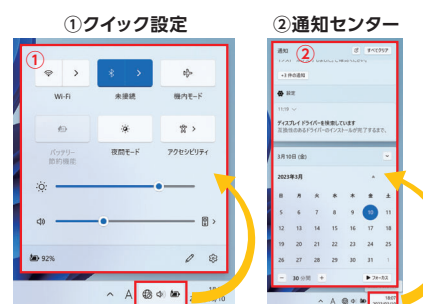 ①クイック設定
①
Wi-Fi
未接続
機内モード
バッテリー
節約機能
夜間モード
アクセシビリティ
92%
A
②通知センター
通知
②
すべてクリア
+3 件の通知
設定
11:19
ディスプレイ ドライバーを検索しています
互換性のあるドライバーのインストールが完了するまで、
3月10日 (金)
2023年3月
日 月 火 水 木 金 土
5 6 7 8 9 10 11
12 13 14 15 16 17 18
19 20 21 22 23 24 25
26 27 28 29 30 31 1
− 30 分間 +
フォーカス
A
18:07